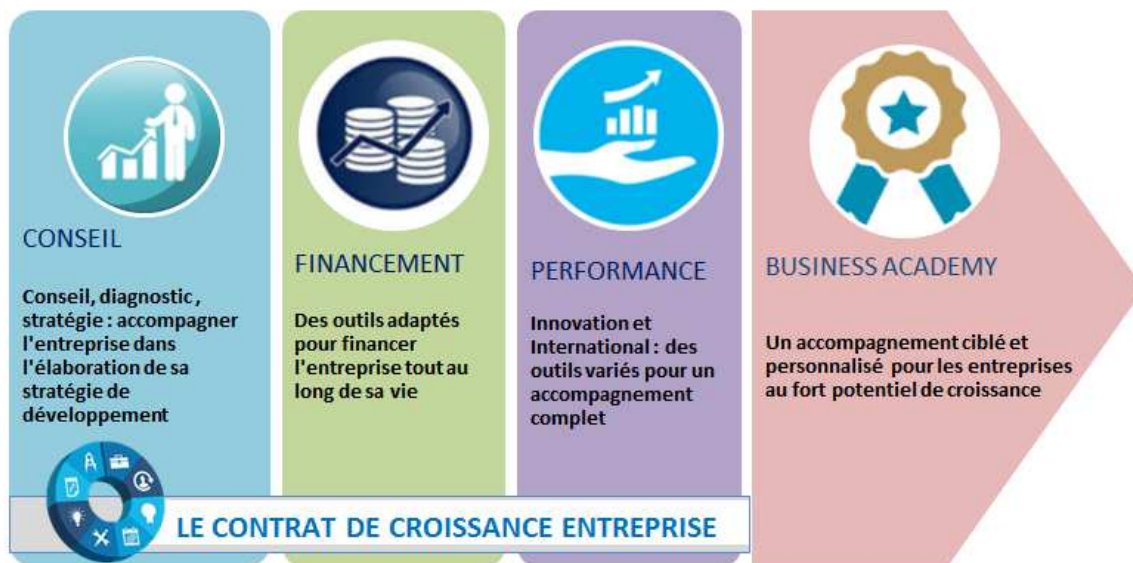 CONSEIL
Conseil, diagnostic ,
stratégie : accompagner
l'entreprise dans
l'élaboration de sa
stratégie de
développement
FINANCEMENT
Des outils adaptés
pour financer
l'entreprise tout au
long de sa vie
PERFORMANCE
Innovation et
International : des
outils variés pour un
accompagnement
complet
BUSINESS ACADEMY
Un accompagnement ciblé et
personnalisé pour les entreprises
au fort potentiel de croissance
LE CONTRAT DE CROISSANCE ENTREPRISE